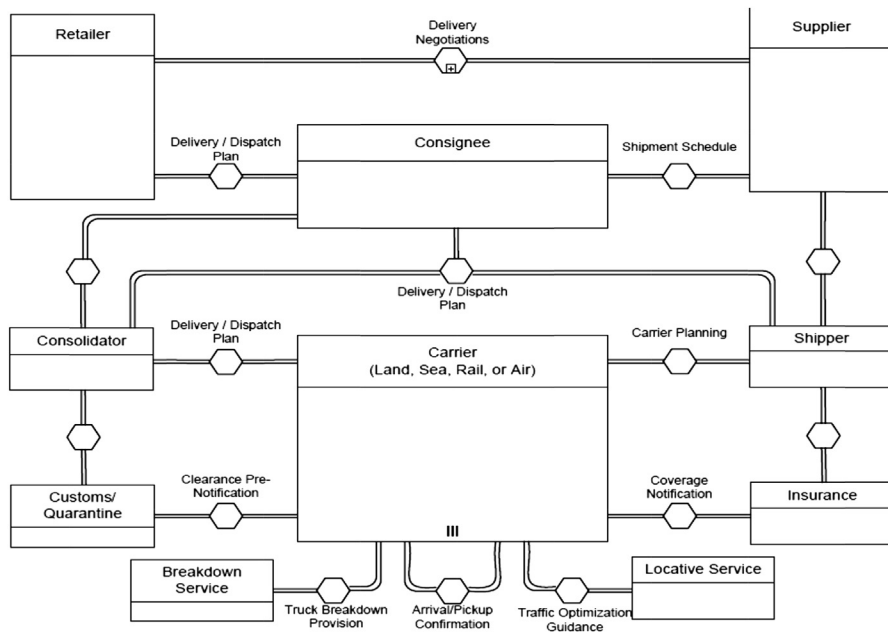 Retailer
Delivery
Negotiations
Supplier
Delivery / Dispatch
Plan
Consignee
Shipment Schedule
Delivery / Dispatch
Plan
Consolidator
Delivery / Dispatch
Plan
Carrier
(Land, Sea, Rail, or Air)
Carrier Planning
Shipper
Customs/
Quarantine
Clearance Pre-
Notification
Coverage
Notification
Insurance
Breakdown
Service
Truck Breakdown
Provision
Arrival/Pickup
Confirmation
Traffic Optimization
Guidance
Locative Service